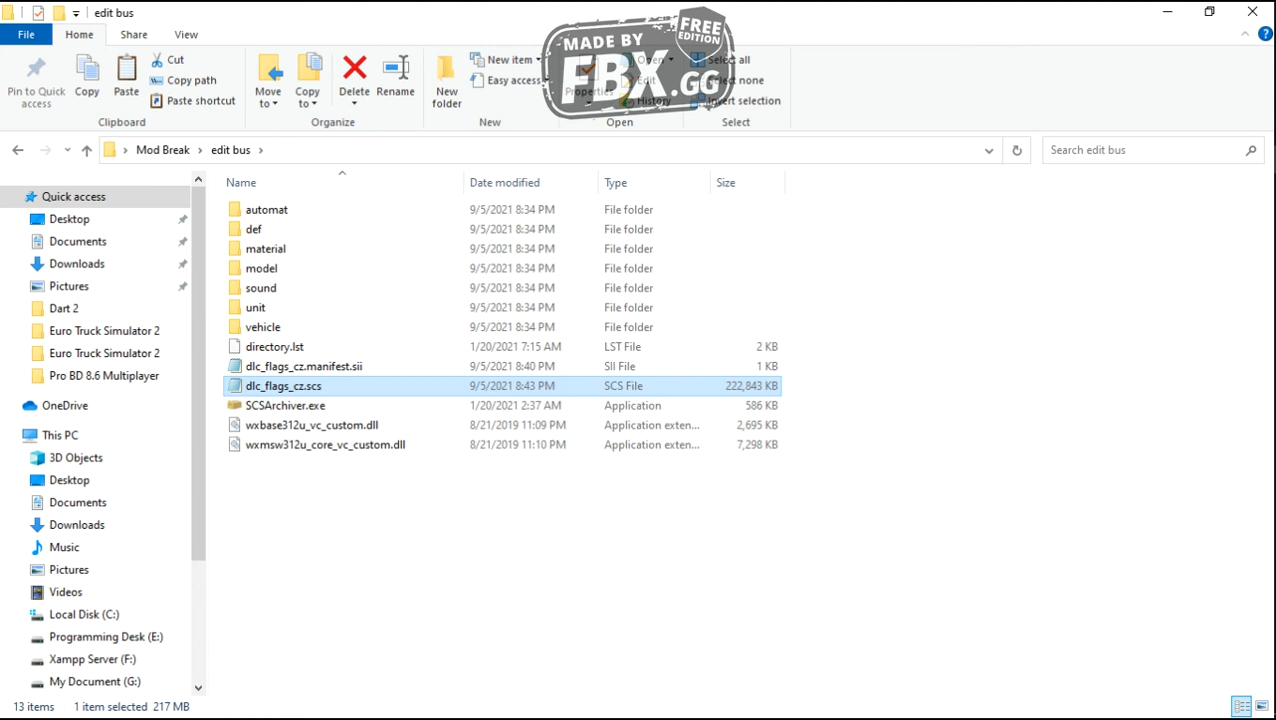 edit bus
File Home Share View
MADE BY FREE EDITION
FBX.GG
Pin to Quick access
Copy
Paste
Cut
Copy path
Paste shortcut
Clipboard
Move to
Copy to
Delete
Rename
Organize
New folder
New item
Easy access
New
Properties
Open
Edit
History
Open
Select all
Select none
Invert selection
Select
Mod Break > edit bus >
Search edit bus
Name Date modified Type Size
automat 9/5/2021 8:34 PM File folder
def 9/5/2021 8:34 PM File folder
material 9/5/2021 8:34 PM File folder
model 9/5/2021 8:34 PM File folder
sound 9/5/2021 8:34 PM File folder
unit 9/5/2021 8:34 PM File folder
vehicle 9/5/2021 8:34 PM File folder
directory.lst 1/20/2021 7:15 AM LST File 2 KB
dlc_flags_cz.manifest.sii 9/5/2021 8:40 PM SII File 1 KB
dlc_flags_cz.scs 9/5/2021 8:43 PM SCS File 222,843 KB
SCSArchiver.exe 1/20/2021 2:37 AM Application 586 KB
wxbase312u_vc_custom.dll 8/21/2019 11:09 PM Application exten... 2,695 KB
wxmsw312u_core_vc_custom.dll 8/21/2019 11:10 PM Application exten... 7,298 KB
Quick access
Desktop
Documents
Downloads
Pictures
Dart 2
Euro Truck Simulator 2
Euro Truck Simulator 2
Pro BD 8.6 Multiplayer
OneDrive
This PC
3D Objects
Desktop
Documents
Downloads
Music
Pictures
Videos
Local Disk (C:)
Programming Desk (E:)
Xampp Server (F:)
My Document (G:)
13 items 1 item selected 217 MB